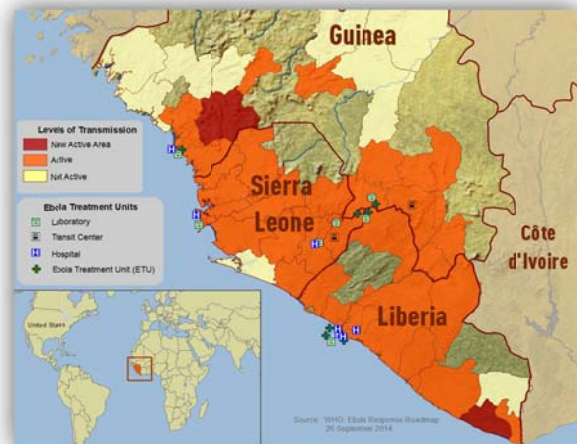 Guinea
Levels of Transmission
New Active Area
Active
Not Active
Ebola Treatment Units
Laboratory
Transit Center
Hospital
Ebola Treatment Unit (ETU)
H
H
H
H
H
H
H
H
Sierra
Leone
Côte
d'Ivoire
Liberia
United States
Source: WHO: Ebola Response Roadmap
26 September 2014